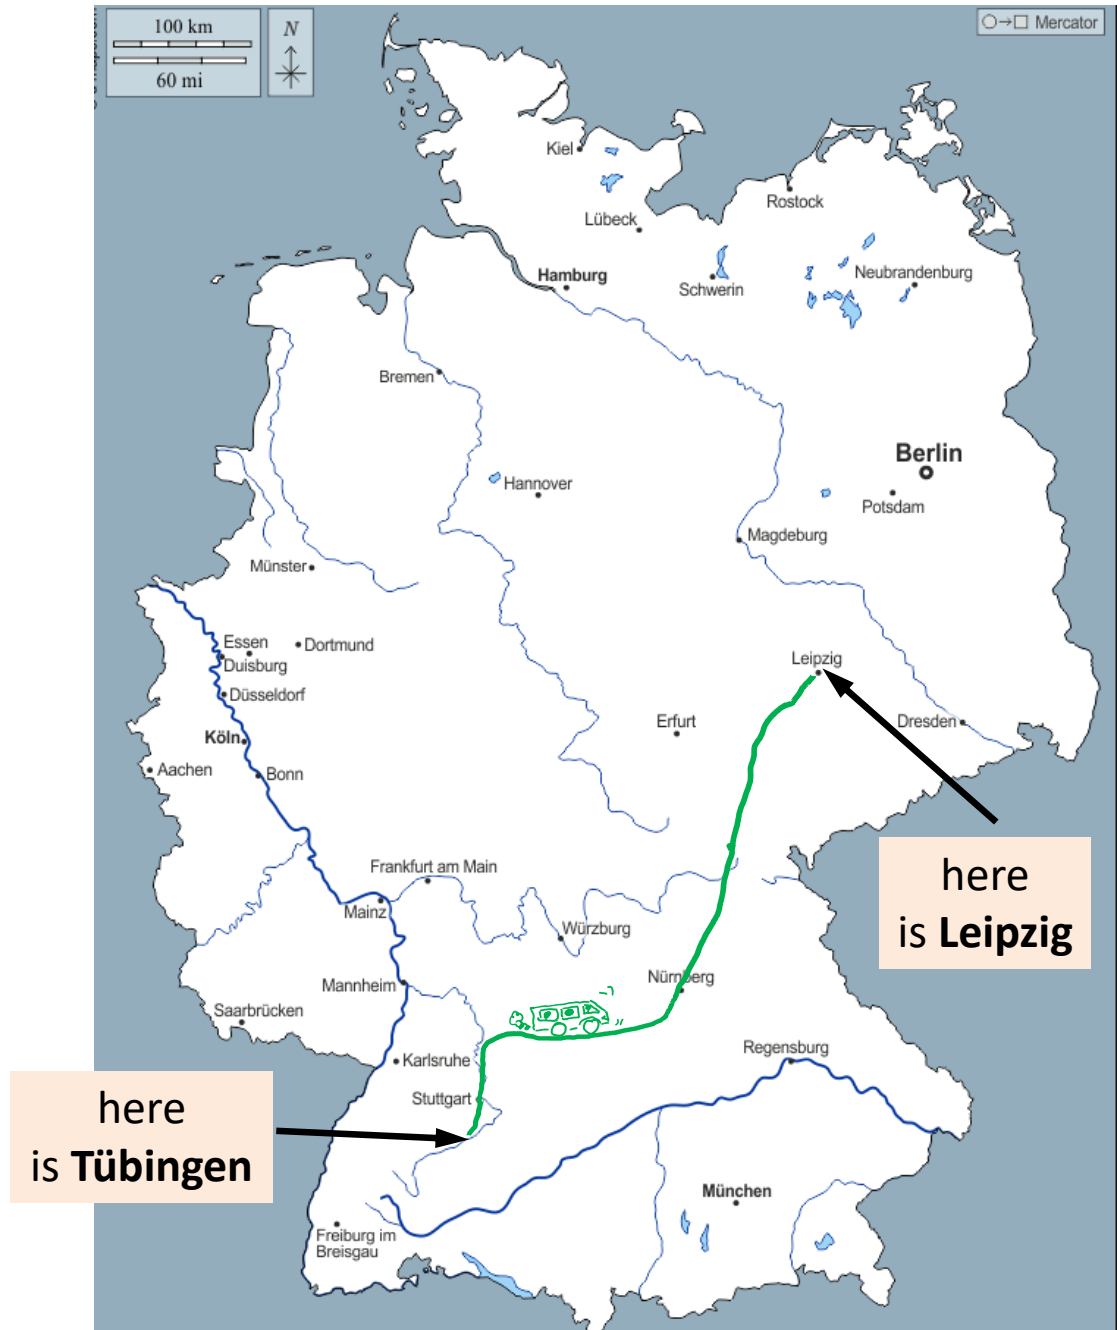 100 km
60 mi
N
Mercator
Kiel
Rostock
Lübeck
Hamburg
Schwerin
Neubrandenburg
Bremen
Berlin
Hannover
Potsdam
Magdeburg
Münster
Essen
Dortmund
Duisburg
Leipzig
Düsseldorf
Erfurt
Dresden
Köln
Aachen
Bonn
here
is Leipzig
Frankfurt am Main
Mainz
Würzburg
Nürnberg
Mannheim
Saarbrücken
Karlsruhe
Regensburg
Stuttgart
here
is Tübingen
München
Freiburg im
Breisgau